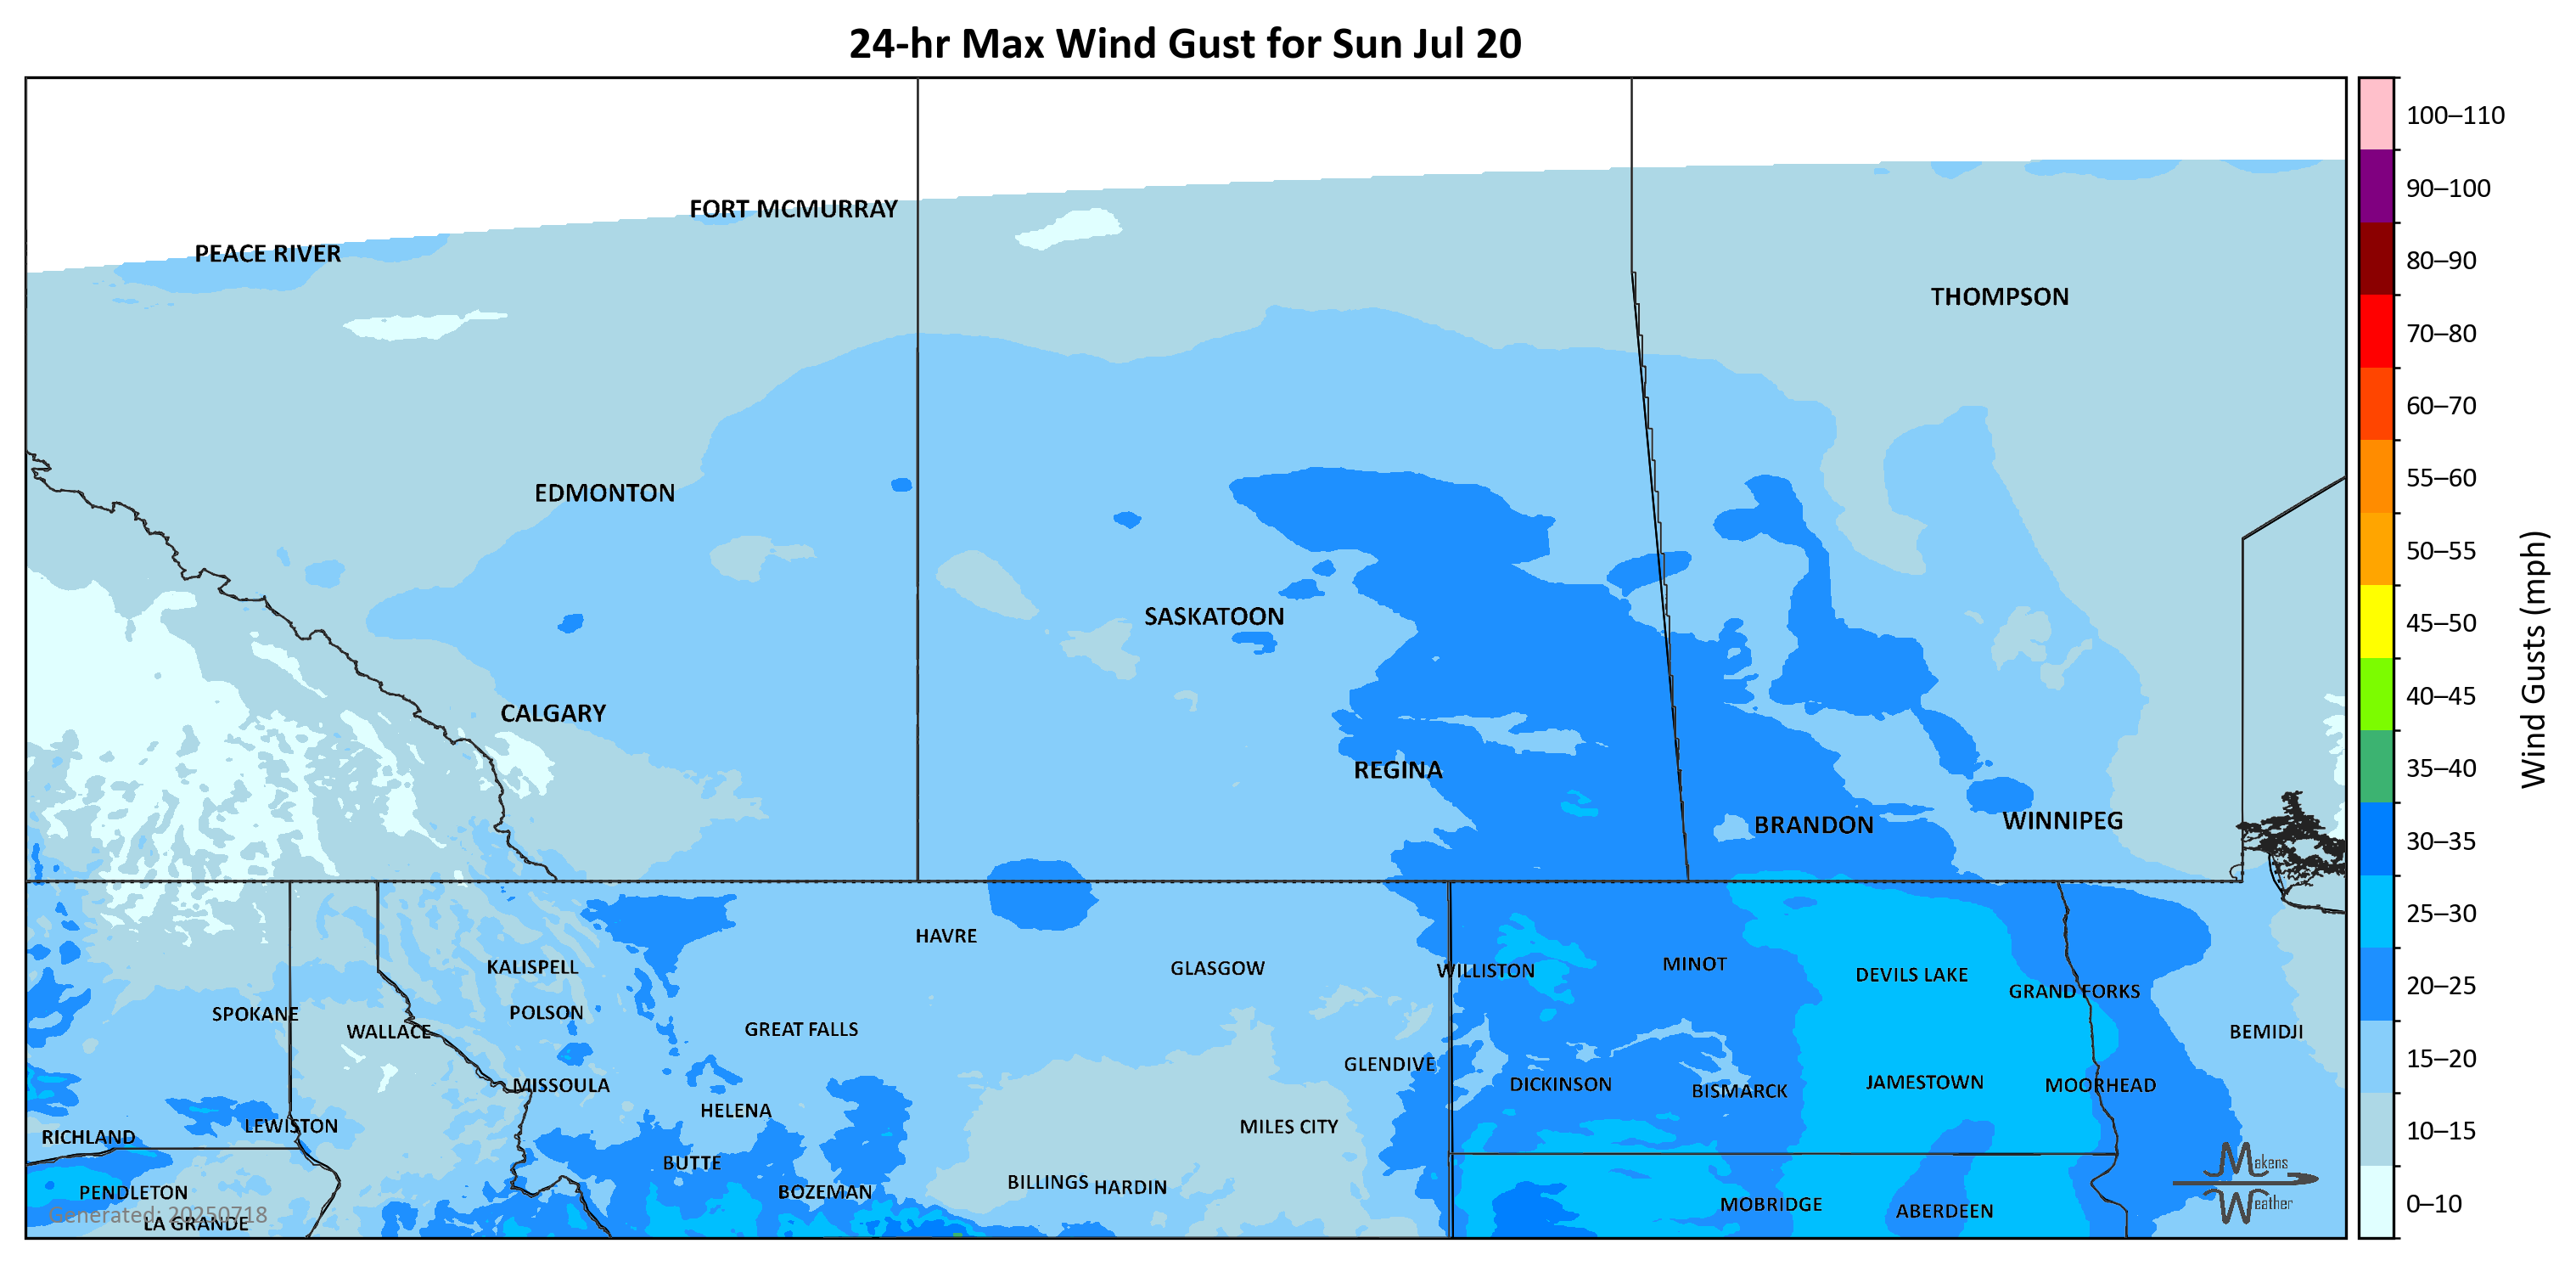 24-hr Max Wind Gust for Sun Jul 20
FORT MCMURRAY
PEACE RIVER
THOMPSON
EDMONTON
SASKATOON
CALGARY
REGINA
BRANDON
WINNIPEG
HAVRE
KALISPELL
GLASGOW
WILLISTON
MINOT
DEVILS LAKE
GRAND FORKS
SPOKANE
POLSON
WALLACE
GREAT FALLS
BEMIDJI
GLENDIVE
MISSOULA
DICKINSON
BISMARCK
JAMESTOWN
MOORHEAD
HELENA
LEWISTON
MILES CITY
RICHLAND
BUTTE
PENDLETON
BOZEMAN
BILLINGS
HARDIN
MOBRIDGE
ABERDEEN
Generated: 20250718
LA GRANDE
Makens
Weather
100–110
90–100
80–90
70–80
60–70
55–60
50–55
45–50
40–45
35–40
30–35
25–30
20–25
15–20
10–15
0–10
Wind Gusts (mph)